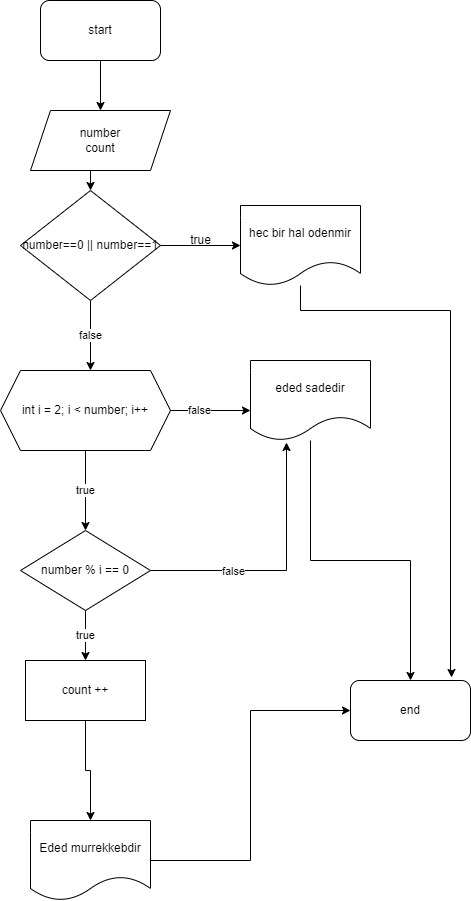 start
number
count
number==0 || number==1
true
hec bir hal odenmir
false
int i = 2; i < number; i++
false
eded sadedir
true
number % i == 0
false
true
count ++
end
Eded murrekkebdir